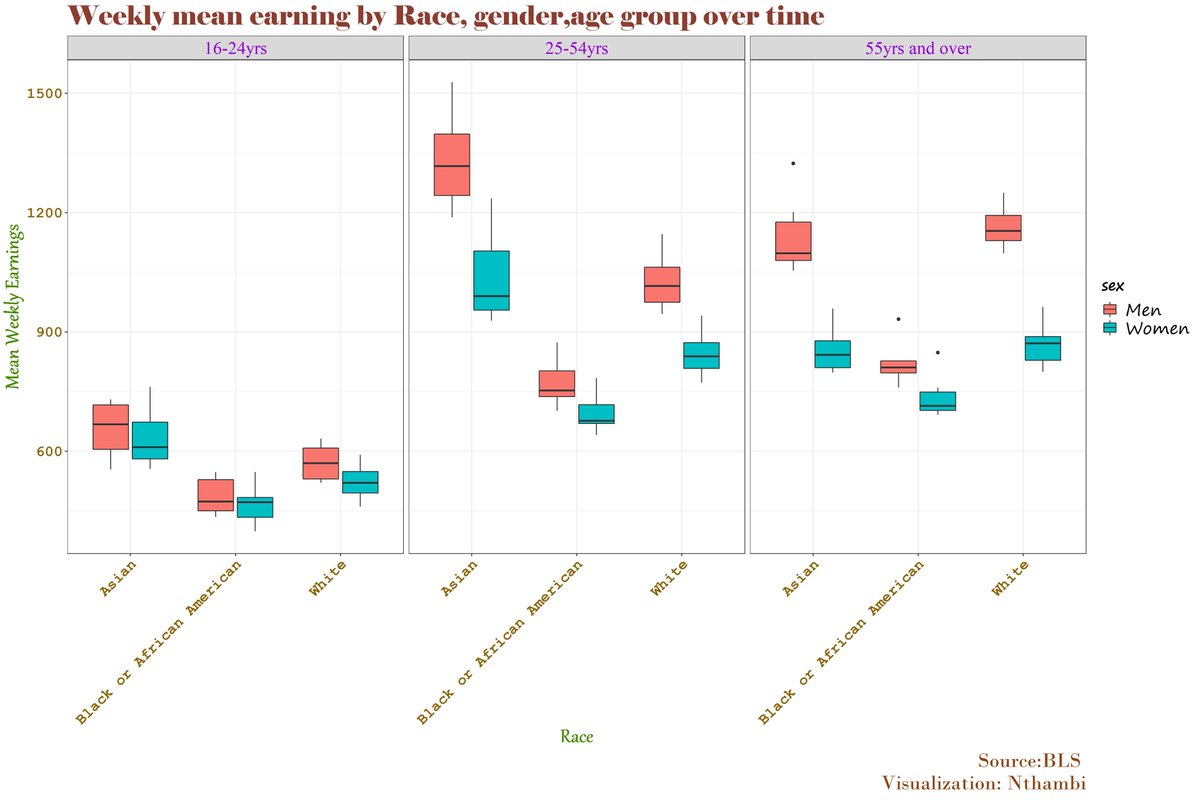 Weekly mean earning by Race, gender,age group over time
16-24yrs
25-54yrs
55yrs and over
Mean Weekly Earnings
1500
1200
900
600
sex
Men
Women
Asian
Black or African American
White
Asian
Black or African American
White
Asian
Black or African American
White
Race
Source:BLS
Visualization: Nthambi